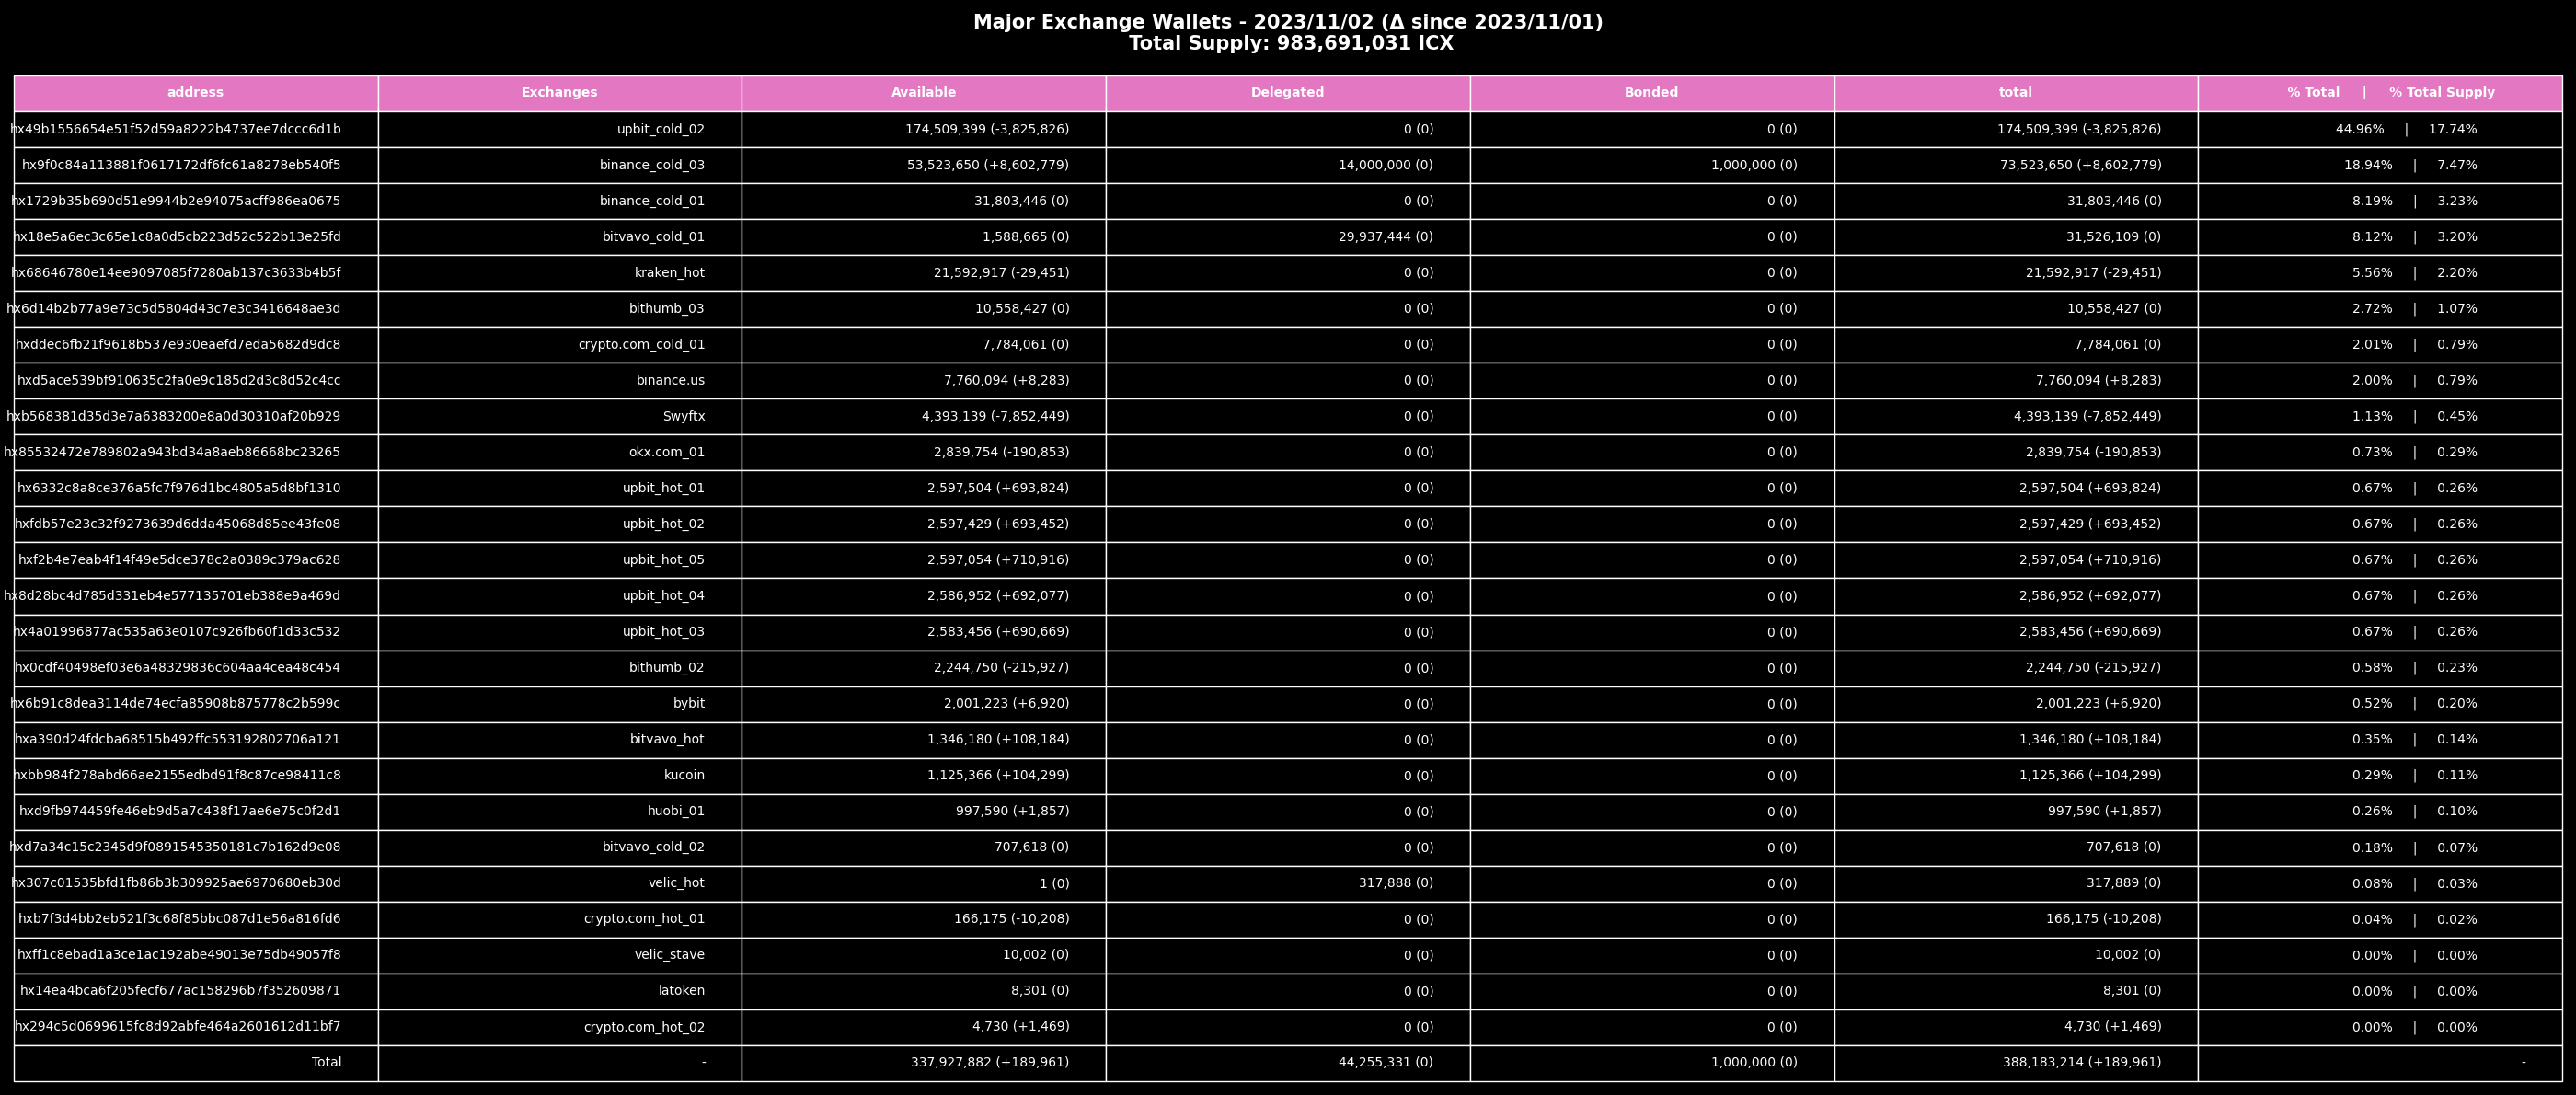 Major Exchange Wallets - 2023/11/02 (Δ since 2023/11/01)
Total Supply: 983,691,031 ICX
address Exchanges Available Delegated Bonded total % Total | % Total Supply
hx49b1556654e51f52d59a8222b4737ee7dccc6d1b upbit_cold_02 174,509,399 (-3,825,826) 0 (0) 0 (0) 174,509,399 (-3,825,826) 44.96% | 17.74%
hx9f0c84a113881f0617172df6fc61a8278eb540f5 binance_cold_03 53,523,650 (+8,602,779) 14,000,000 (0) 1,000,000 (0) 73,523,650 (+8,602,779) 18.94% | 7.47%
hx1729b35b690d51e9944b2e94075acff986ea0675 binance_cold_01 31,803,446 (0) 0 (0) 0 (0) 31,803,446 (0) 8.19% | 3.23%
hx18e5a6ec3c65e1c8a0d5cb223d52c522b13e25fd bitvavo_cold_01 1,588,665 (0) 29,937,444 (0) 0 (0) 31,526,109 (0) 8.12% | 3.20%
hx68646780e14ee9097085f7280ab137c3633b4b5f kraken_hot 21,592,917 (-29,451) 0 (0) 0 (0) 21,592,917 (-29,451) 5.56% | 2.20%
hx6d14b2b77a9e73c5d5804d43c7e3c3416648ae3d bithumb_03 10,558,427 (0) 0 (0) 0 (0) 10,558,427 (0) 2.72% | 1.07%
hxddec6fb21f9618b537e930eaefd7eda5682d9dc8 crypto.com_cold_01 7,784,061 (0) 0 (0) 0 (0) 7,784,061 (0) 2.01% | 0.79%
hxd5ace539bf910635c2fa0e9c185d2d3c8d52c4cc binance.us 7,760,094 (+8,283) 0 (0) 0 (0) 7,760,094 (+8,283) 2.00% | 0.79%
hxb568381d35d3e7a6383200e8a0d30310af20b929 Swyftx 4,393,139 (-7,852,449) 0 (0) 0 (0) 4,393,139 (-7,852,449) 1.13% | 0.45%
hx85532472e789802a943bd34a8aeb86668bc23265 okx.com_01 2,839,754 (-190,853) 0 (0) 0 (0) 2,839,754 (-190,853) 0.73% | 0.29%
hx6332c8a8ce376a5fc7f976d1bc4805a5d8bf1310 upbit_hot_01 2,597,504 (+693,824) 0 (0) 0 (0) 2,597,504 (+693,824) 0.67% | 0.26%
hxfdb57e23c32f9273639d6dda45068d85ee43fe08 upbit_hot_02 2,597,429 (+693,452) 0 (0) 0 (0) 2,597,429 (+693,452) 0.67% | 0.26%
hxf2b4e7eab4f14f49e5dce378c2a0389c379ac628 upbit_hot_05 2,597,054 (+710,916) 0 (0) 0 (0) 2,597,054 (+710,916) 0.67% | 0.26%
hx8d28bc4d785d331eb4e577135701eb388e9a469d upbit_hot_04 2,586,952 (+692,077) 0 (0) 0 (0) 2,586,952 (+692,077) 0.67% | 0.26%
hx4a01996877ac535a63e0107c926fb60f1d33c532 upbit_hot_03 2,583,456 (+690,669) 0 (0) 0 (0) 2,583,456 (+690,669) 0.67% | 0.26%
hx0cdf40498ef03e6a48329836c604aa4cea48c454 bithumb_02 2,244,750 (-215,927) 0 (0) 0 (0) 2,244,750 (-215,927) 0.58% | 0.23%
hx6b91c8dea3114de74ecfa85908b875778c2b599c bybit 2,001,223 (+6,920) 0 (0) 0 (0) 2,001,223 (+6,920) 0.52% | 0.20%
hxa390d24fdcba68515b492ffc553192802706a121 bitvavo_hot 1,346,180 (+108,184) 0 (0) 0 (0) 1,346,180 (+108,184) 0.35% | 0.14%
hxbb984f278abd66ae2155edbd91f8c87ce98411c8 kucoin 1,125,366 (+104,299) 0 (0) 0 (0) 1,125,366 (+104,299) 0.29% | 0.11%
hxd9fb974459fe46eb9d5a7c438f17ae6e75c0f2d1 huobi_01 997,590 (+1,857) 0 (0) 0 (0) 997,590 (+1,857) 0.26% | 0.10%
hxd7a34c15c2345d9f0891545350181c7b162d9e08 bitvavo_cold_02 707,618 (0) 0 (0) 0 (0) 707,618 (0) 0.18% | 0.07%
hx307c01535bfd1fb86b3b309925ae6970680eb30d velic_hot 1 (0) 317,888 (0) 0 (0) 317,889 (0) 0.08% | 0.03%
hxb7f3d4bb2eb521f3c68f85bbc087d1e56a816fd6 crypto.com_hot_01 166,175 (-10,208) 0 (0) 0 (0) 166,175 (-10,208) 0.04% | 0.02%
hxff1c8ebad1a3ce1ac192abe49013e75db49057f8 velic_stave 10,002 (0) 0 (0) 0 (0) 10,002 (0) 0.00% | 0.00%
hx14ea4bca6f205fecf677ac158296b7f352609871 latoken 8,301 (0) 0 (0) 0 (0) 8,301 (0) 0.00% | 0.00%
hx294c5d0699615fc8d92abfe464a2601612d11bf7 crypto.com_hot_02 4,730 (+1,469) 0 (0) 0 (0) 4,730 (+1,469) 0.00% | 0.00%
Total - 337,927,882 (+189,961) 44,255,331 (0) 1,000,000 (0) 388,183,214 (+189,961) -